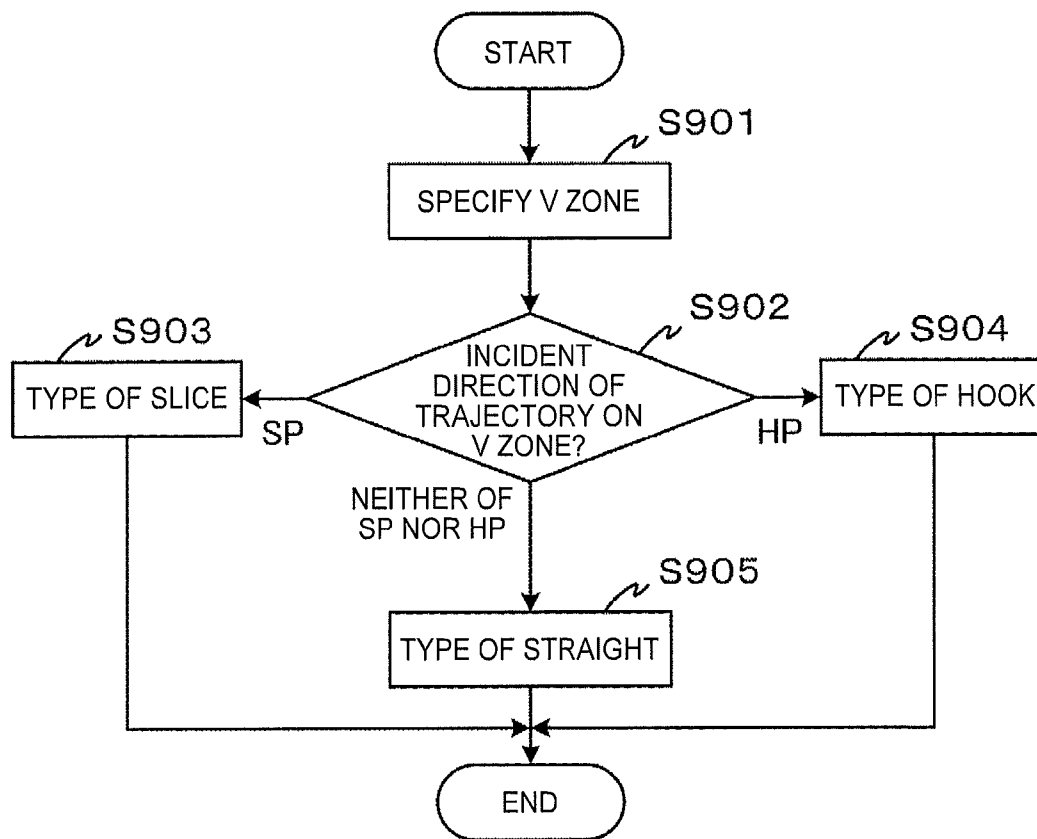 START
S901
SPECIFY V ZONE
S902
INCIDENT
DIRECTION OF
TRAJECTORY ON
V ZONE?
S903
TYPE OF SLICE
SP
S904
TYPE OF HOOK
HP
NEITHER OF
SP NOR HP
S905
TYPE OF STRAIGHT
END